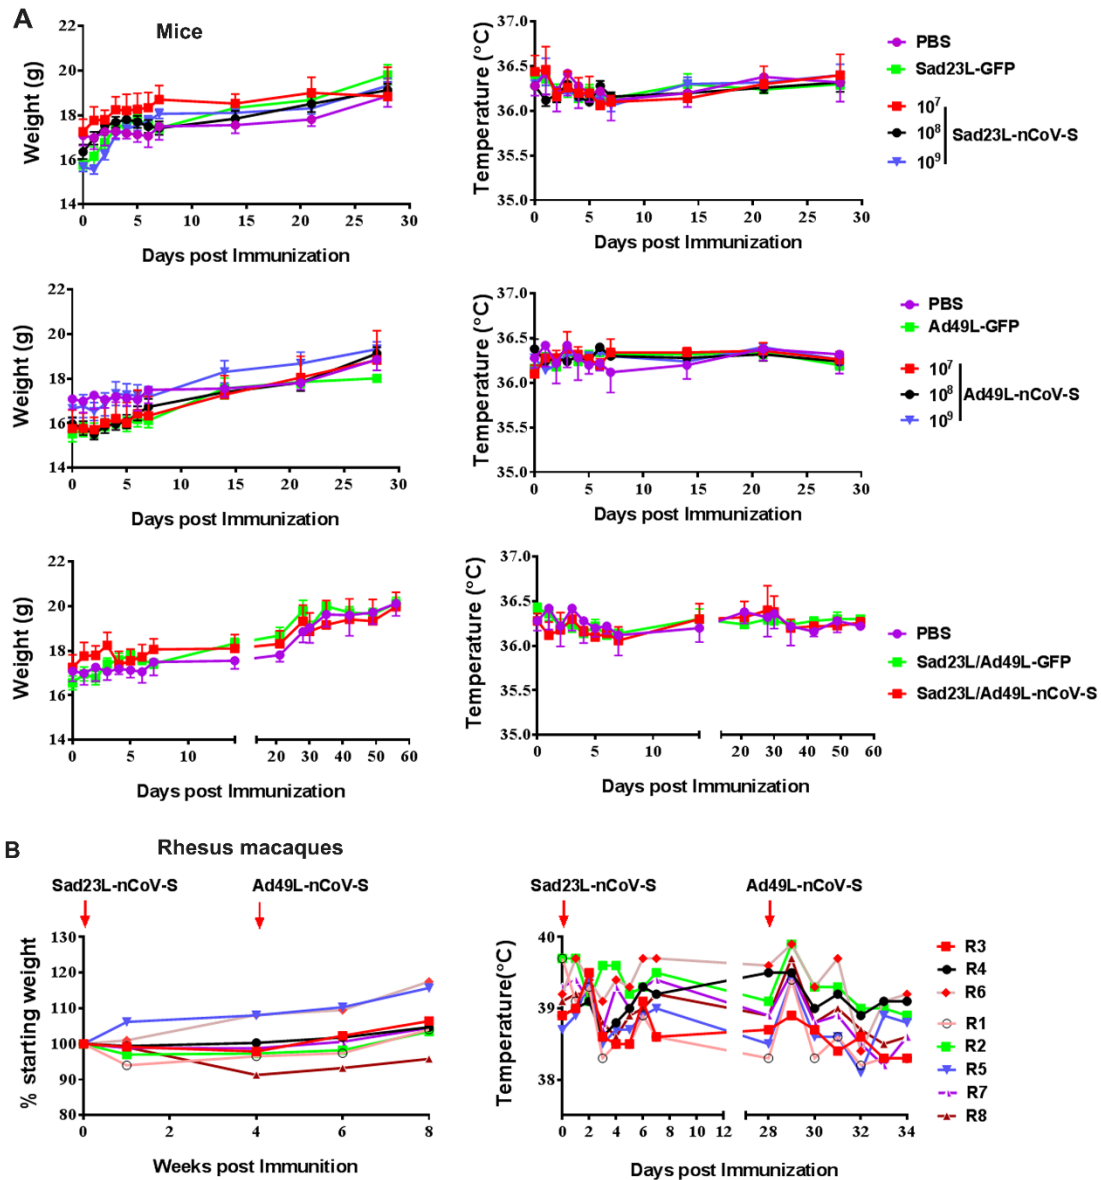 A
Mice
22
20
18
16
14
Weight (g)
0 5 10 15 20 25 30
Days post Immunization
37.0
36.5
36.0
35.5
35.0
Temperature (°C)
0 5 10 15 20 25 30
Days post Immunization
PBS
Sad23L-GFP
10⁷
10⁸ Sad23L-nCoV-S
10⁹
22
20
18
16
14
Weight (g)
0 5 10 15 20 25 30
Days post Immunization
37.0
36.5
36.0
35.5
35.0
Temperature (°C)
0 5 10 15 20 25 30
Days post Immunization
PBS
Ad49L-GFP
10⁷
10⁸ Ad49L-nCoV-S
10⁹
22
20
18
16
14
Weight (g)
0 5 10 20 30 40 50 60
Days post Immunization
37.0
36.5
36.0
35.5
35.0
Temperature (°C)
0 5 10 20 30 40 50 60
Days post Immunization
PBS
Sad23L/Ad49L-GFP
Sad23L/Ad49L-nCoV-S
B
Rhesus macaques
Sad23L-nCoV-S Ad49L-nCoV-S
130
120
110
100
90
80
% starting weight
0 2 4 6 8
Weeks post Immunition
Sad23L-nCoV-S Ad49L-nCoV-S
40
39
38
Temperature(°C)
0 2 4 6 8 10 12 28 30 32 34
Days post Immunization
R3
R4
R6
R1
R2
R5
R7
R8